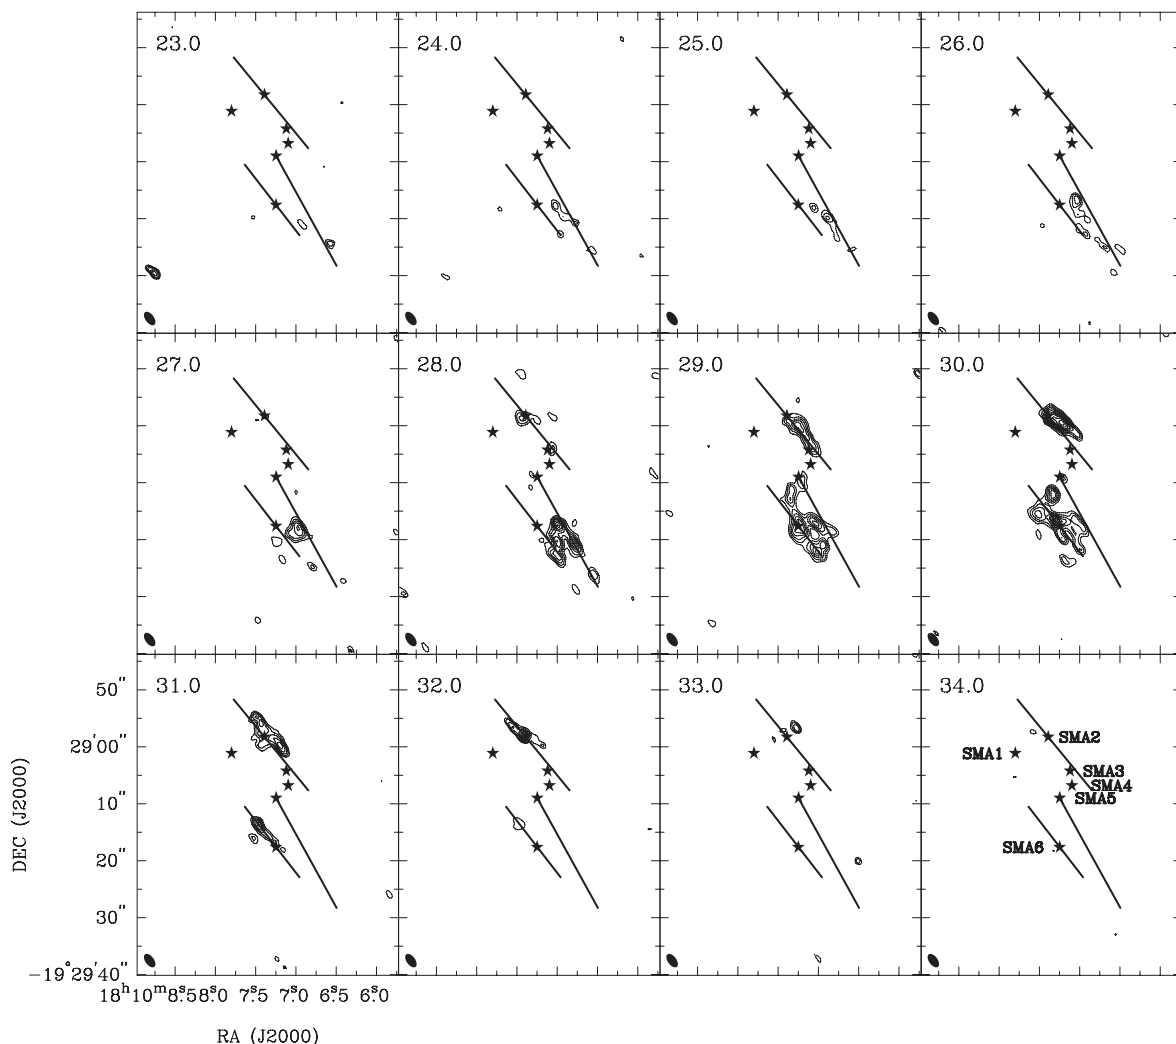 23.0 24.0 25.0 26.0
27.0 28.0 29.0 30.0
31.0 32.0 33.0 34.0
SMA2
SMA1
SMA3
SMA4
SMA5
SMA6
50"
29'00"
10"
20"
30"
−19°29'40"
DEC (J2000)
18ʰ10ᵐ8ˢ.5 8ˢ.0 7ˢ.5 7ˢ.0 6ˢ.5 6ˢ.0
RA (J2000)